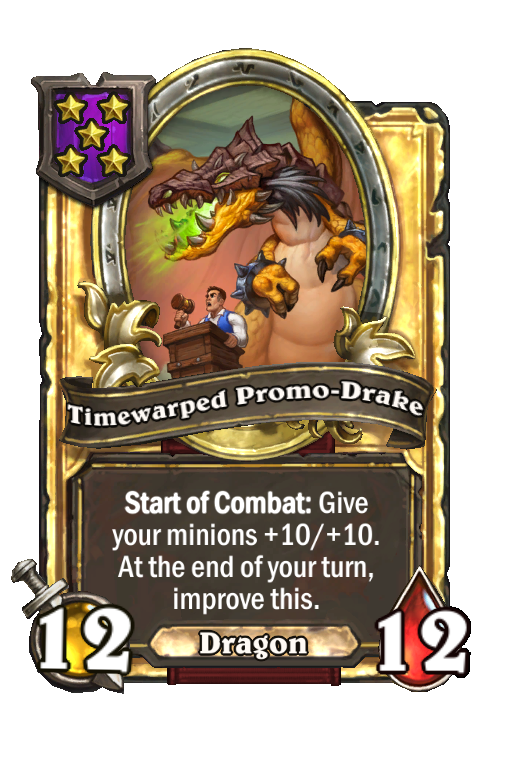 Timewarped Promo-Drake
Start of Combat: Give
your minions +10/+10.
At the end of your turn,
improve this.
12
Dragon
12